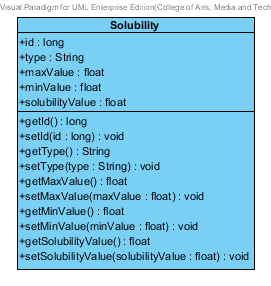 Visual Paradigm for UML Enterprise Edition(College of Arts, Media and Tech
Solubility
+id : long
+type : String
+maxValue : float
+minValue : float
+solubilityValue : float
+getId() : long
+setId(id : long) : void
+getType() : String
+setType(type : String) : void
+getMaxValue() : float
+setMaxValue(maxValue : float) : void
+getMinValue() : float
+setMinValue(minValue : float) : void
+getSolubilityValue() : float
+setSolubilityValue(solubilityValue : float) : void